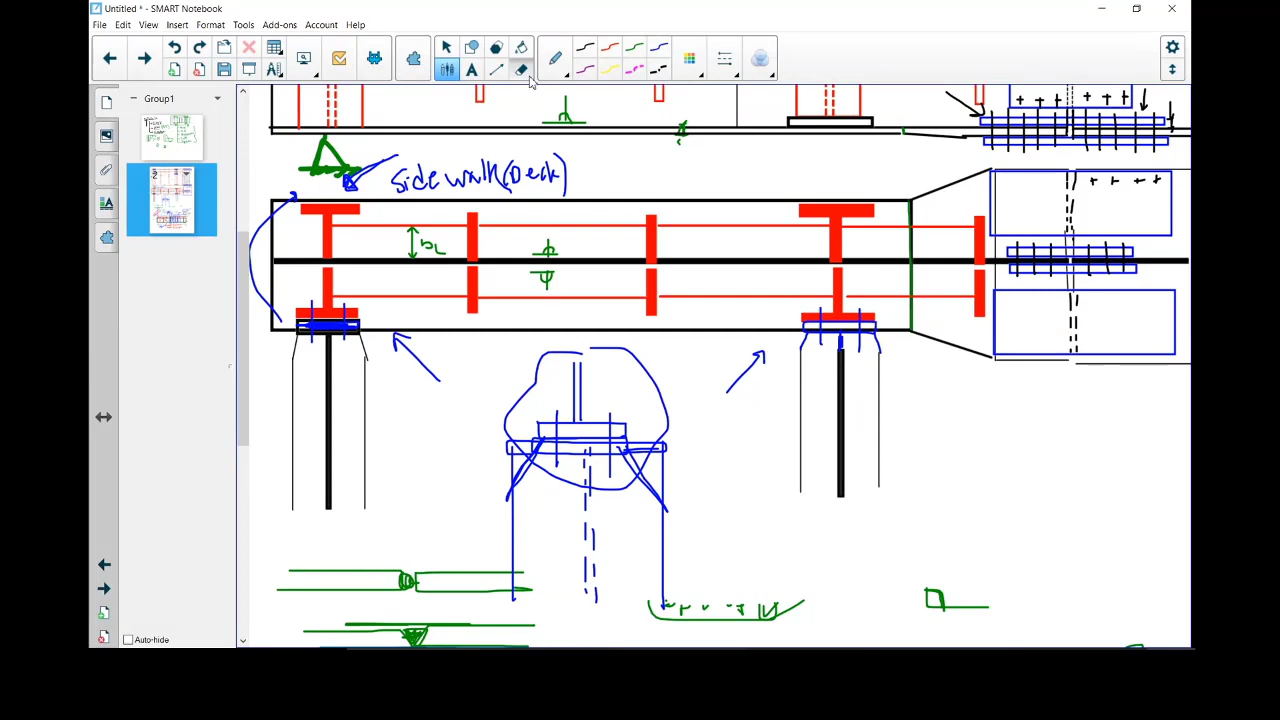 Untitled * - SMART Notebook
File Edit View Insert Format Tools Add-ons Account Help
Group1
side walk(Deck)
bL
Auto-hide